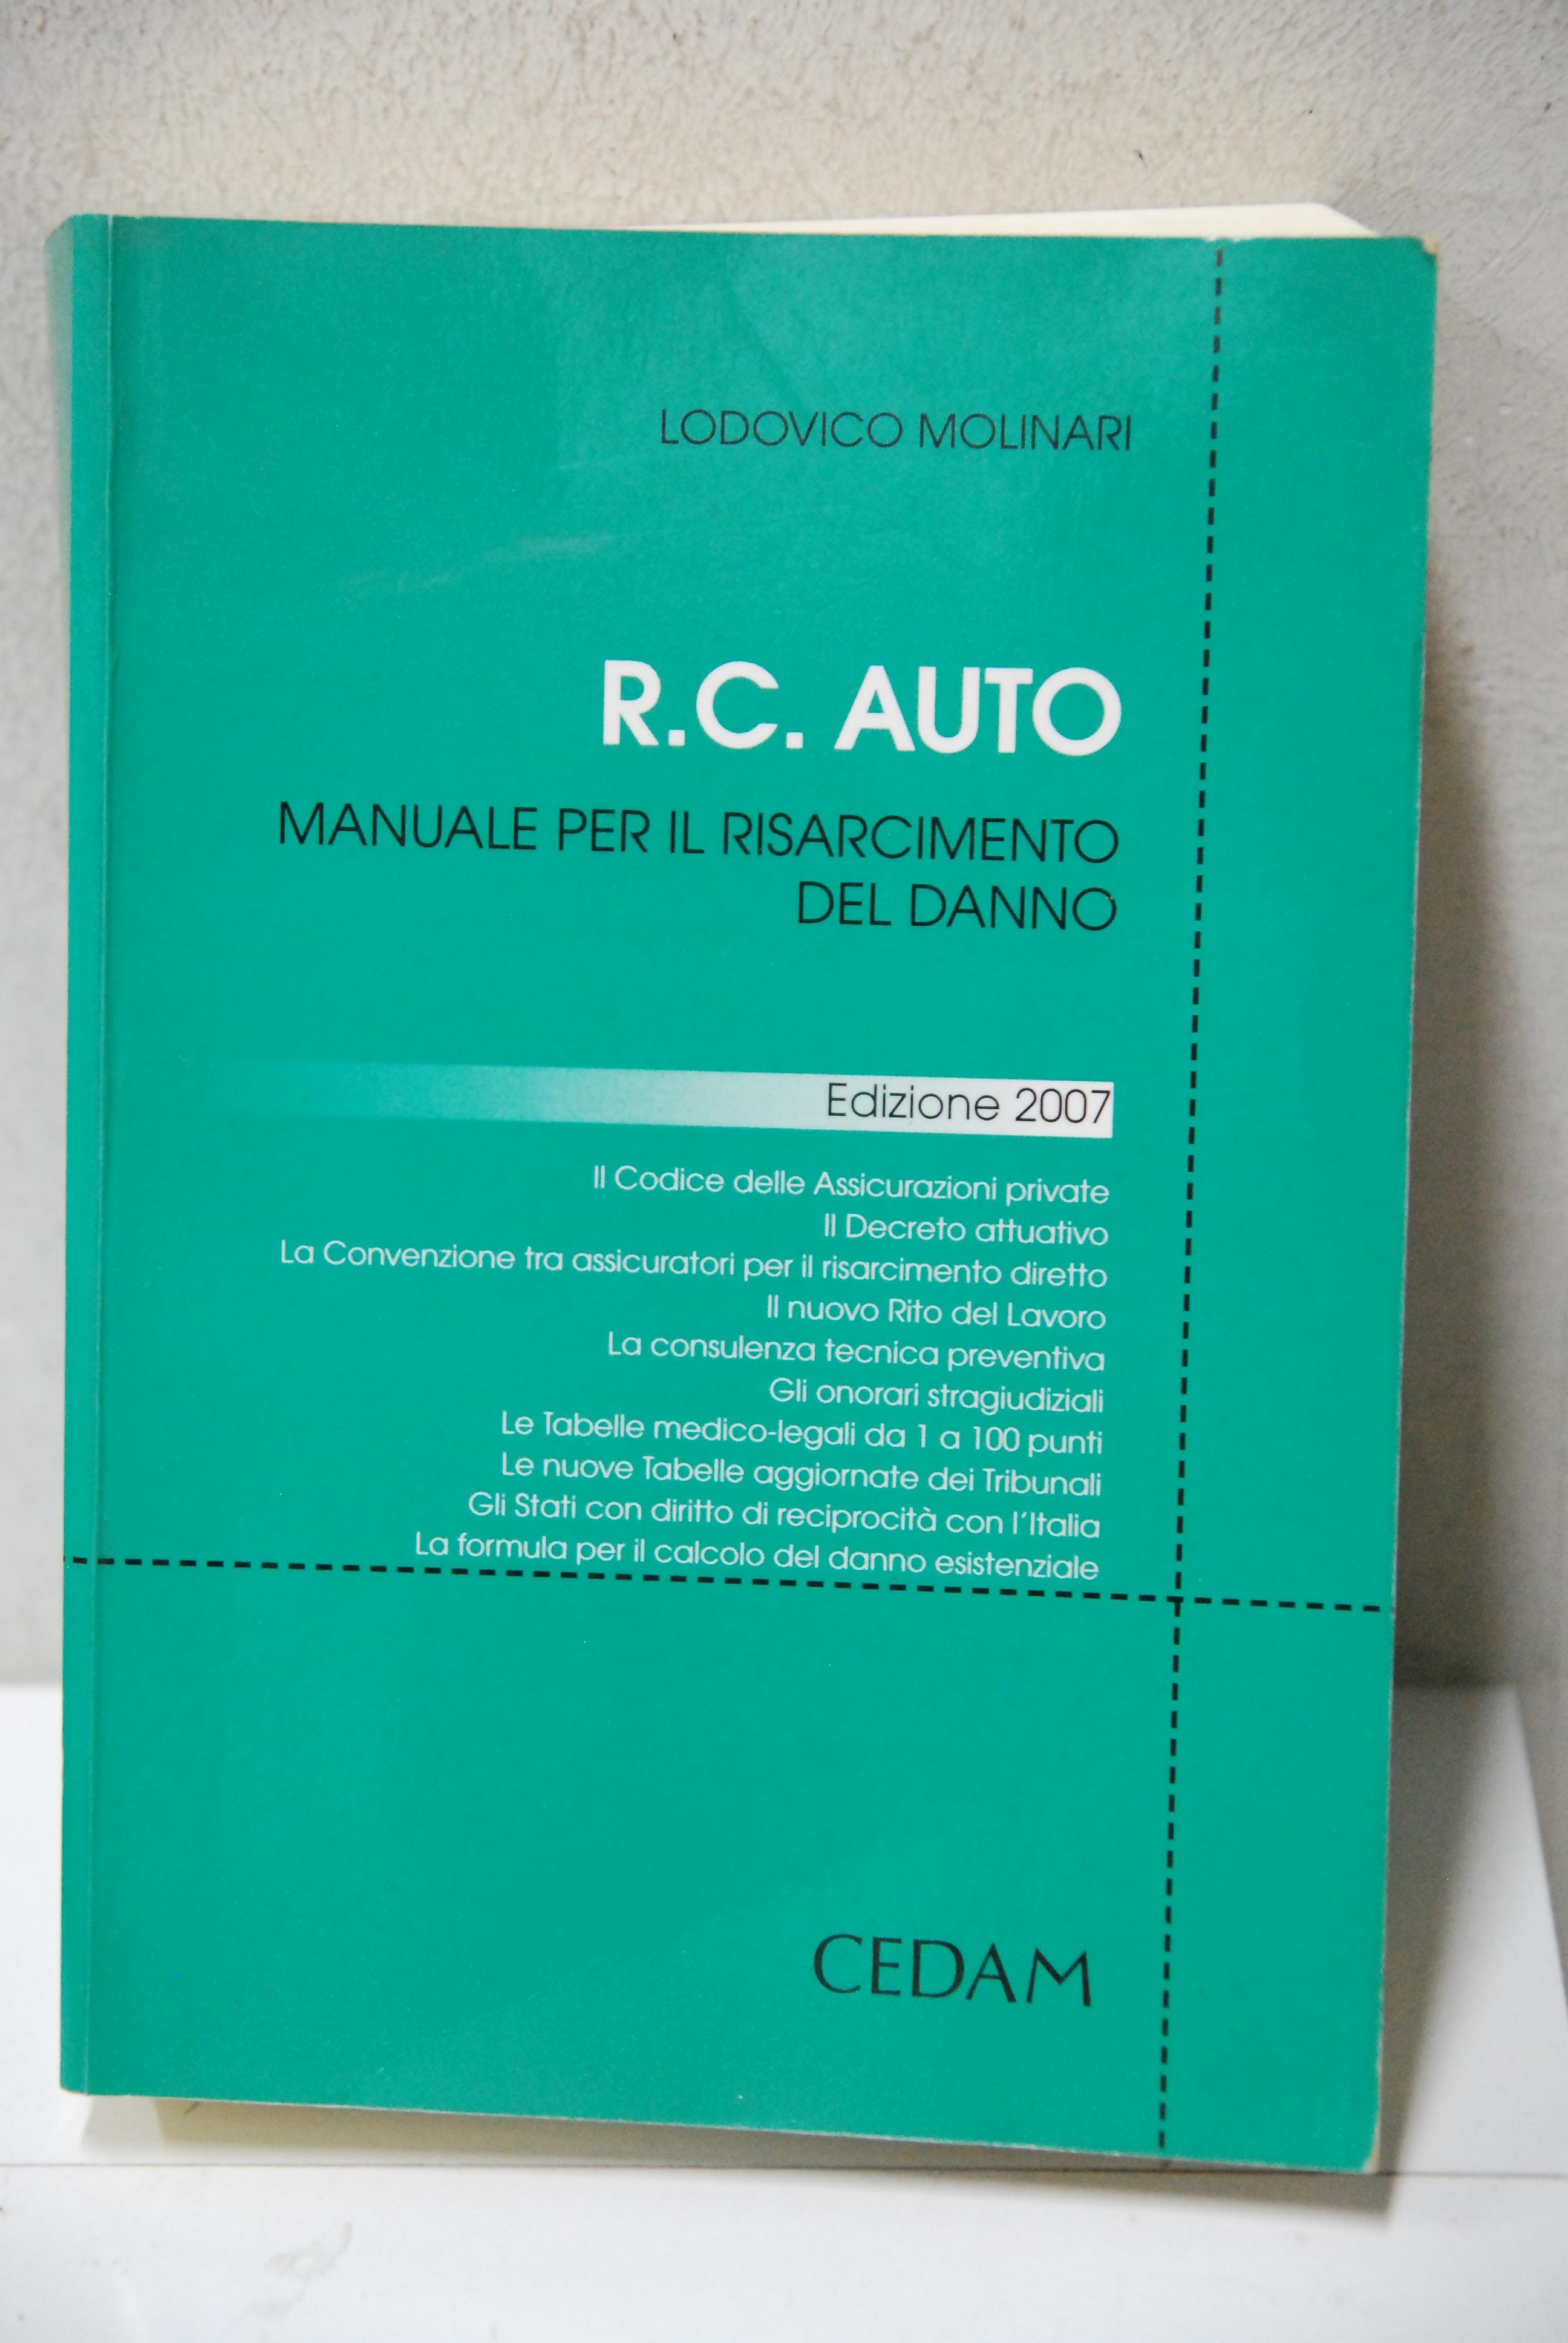 LODOVICO MOLINARI
R.C. AUTO
MANUALE PER IL RISARCIMENTO
DEL DANNO
Edizione 2007
Il Codice delle Assicurazioni private
Il Decreto attuativo
La Convenzione tra assicuratori per il risarcimento diretto
Il nuovo Rito del Lavoro
La consulenza tecnica preventiva
Gli onorari stragiudiziali
Le Tabelle medico-legali da 1 a 100 punti
Le nuove Tabelle aggiornate dei Tribunali
Gli Stati con diritto di reciprocità con l'Italia
La formula per il calcolo del danno esistenziale
CEDAM